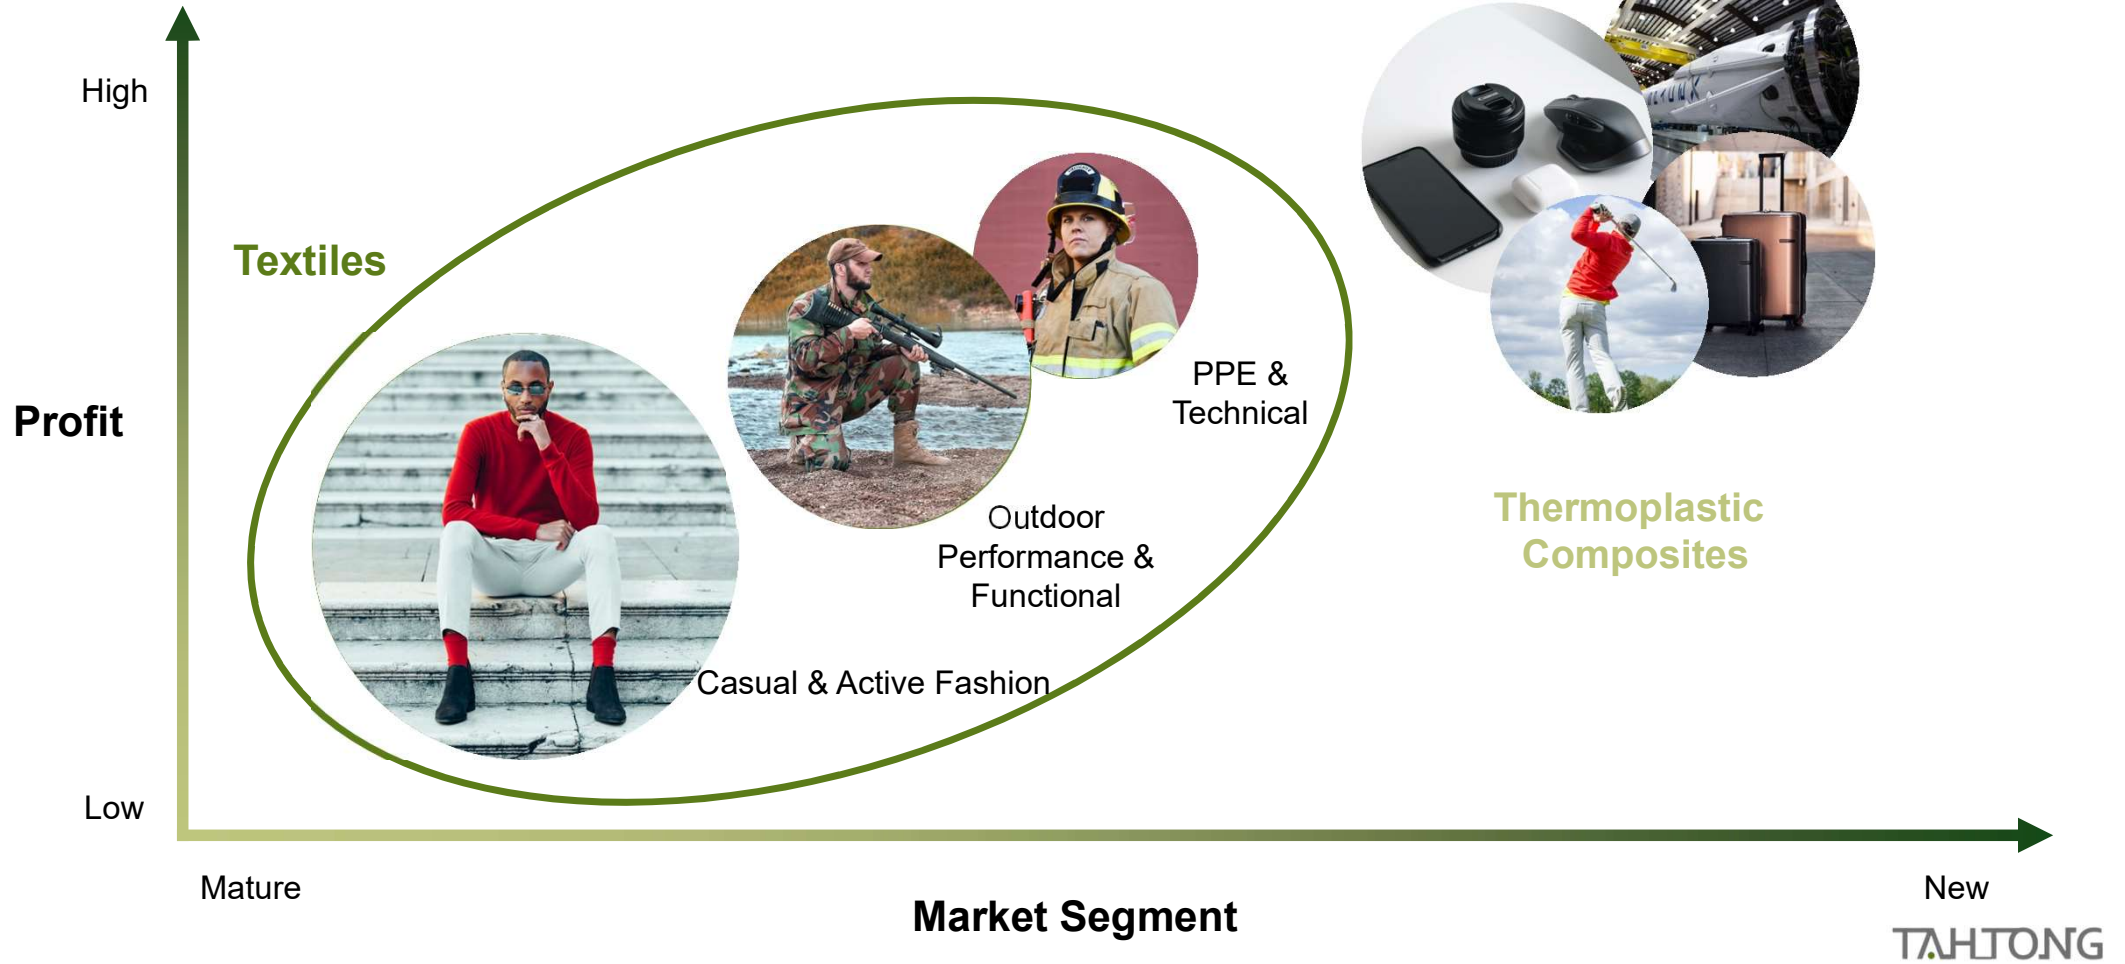 High
Textiles
Profit
PPE &
Technical
Outdoor
Performance &
Functional
Casual & Active Fashion
Thermoplastic
Composites
Low
Mature
New
Market Segment
TAHTONG